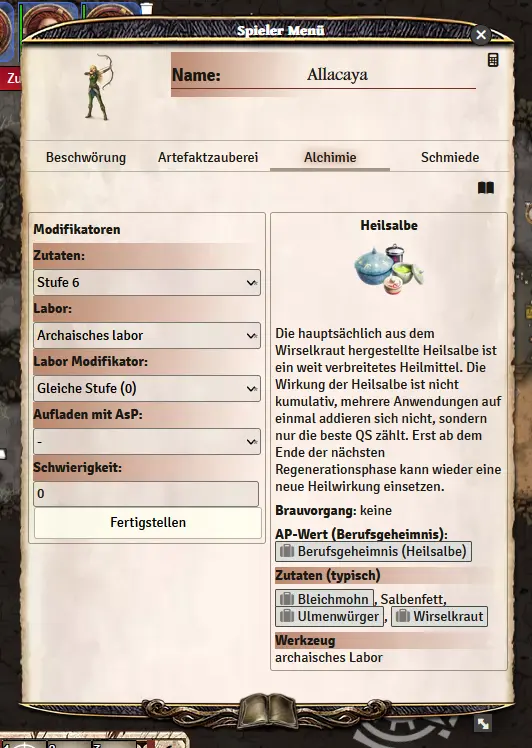 Spieler Menü
Zu
Name: Allacaya
Beschwörung Artefaktzauberei Alchimie Schmiede
Modifikatoren
Zutaten:
Stufe 6
Labor:
Archaisches labor
Labor Modifikator:
Gleiche Stufe (0)
Aufladen mit AsP:
-
Schwierigkeit:
0
Fertigstellen
Heilsalbe
Die hauptsächlich aus dem
Wirselkraut hergestellte Heilsalbe ist
ein weit verbreitetes Heilmittel. Die
Wirkung der Heilsalbe ist nicht
kumulativ, mehrere Anwendungen auf
einmal addieren sich nicht, sondern
nur die beste QS zählt. Erst ab dem
Ende der nächsten
Regenerationsphase kann wieder eine
neue Heilwirkung einsetzen.
Brauvorgang: keine
AP-Wert (Berufsgeheimnis):
Berufsgeheimnis (Heilsalbe)
Zutaten (typisch)
Bleichmohn, Salbenfett,
Ulmenwürger, Wirselkraut
Werkzeug
archaisches Labor